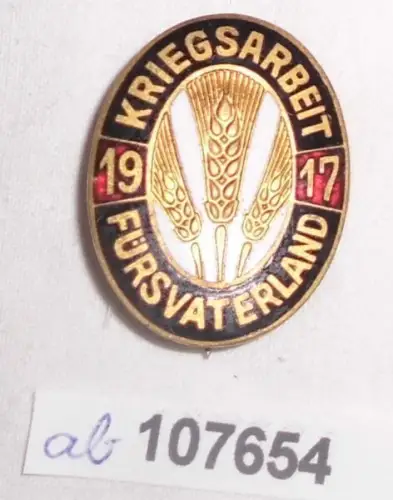 KRIEGSARBEIT
19 17
FÜRSVATERLAND
ab 107654